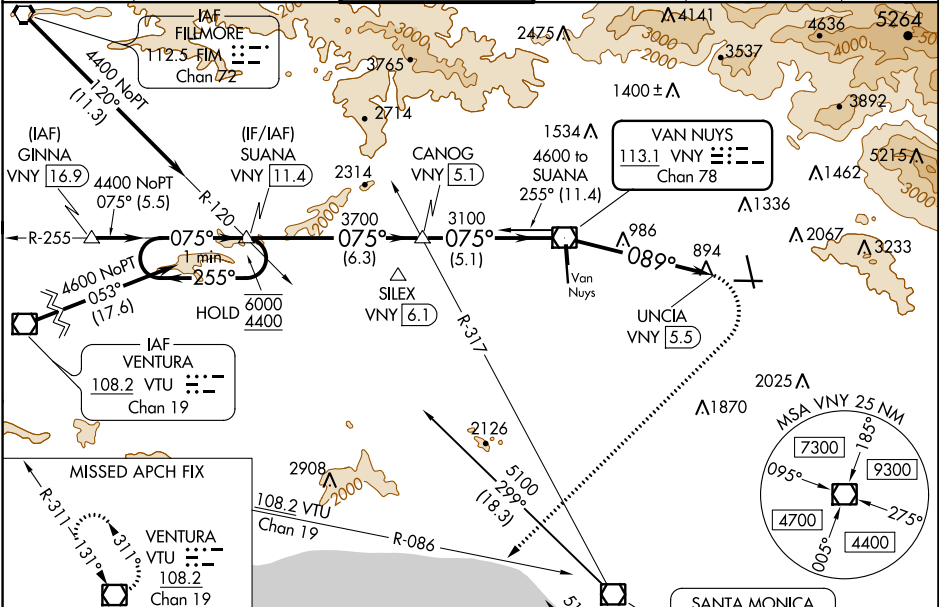 IAF
FILLMORE
112.5 FIM
Chan 72
4400 NoPT
120°
(11.3)
R-120
2475
4141
4636
5264
4000
3000
2000
3537
3765
2000
1400 ±
3892
2714
1534
5215
3000
1462
1336
2067
3233
2314
(IAF)
GINNA
VNY 16.9
4400 NoPT
075° (5.5)
(IF/IAF)
SUANA
VNY 11.4
CANOG
VNY 5.1
4600 to
SUANA
255° (11.4)
VAN NUYS
113.1 VNY
Chan 78
R-255
075°
1 min
255°
3700
075°
(6.3)
3100
075°
(5.1)
986
089°
894
Van
Nuys
4600 NoPT
053°
(17.6)
HOLD
6000
4400
SILEX
VNY 6.1
R-317
UNCIA
VNY 5.5
IAF
VENTURA
108.2 VTU
Chan 19
2025
1870
2126
2908
2000
5100
299°
(18.3)
108.2 VTU
Chan 19
R-086
MSA VNY 25 NM
7300
185°
095°
9300
4700
275°
4400
005°
MISSED APCH FIX
R-311
131°
311°
VENTURA
VTU
108.2
Chan 19
SANTA MONICA